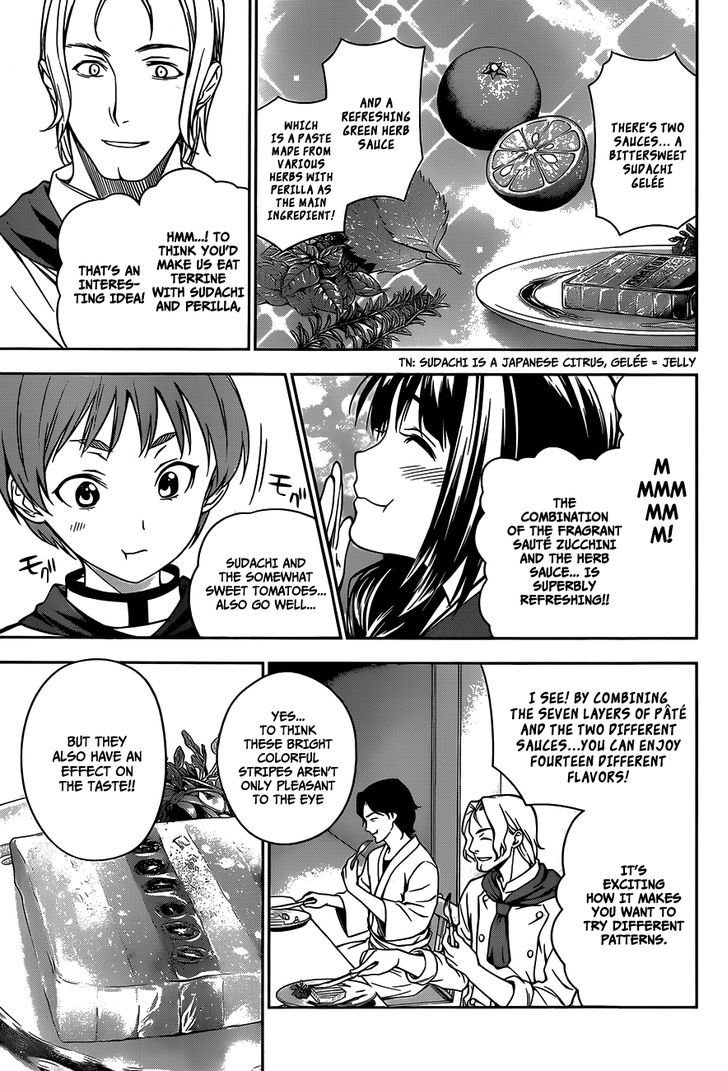 THERE'S TWO
SAUCES... A
BITTERSWEET
SUDACHI
GELÉE
AND A
REFRESHING
GREEN HERB
SAUCE
WHICH
IS A PASTE
MADE FROM
VARIOUS
HERBS WITH
PERILLA AS
THE MAIN
INGREDIENT!
HMM...! TO
THINK YOU'D
MAKE US EAT
TERRINE
WITH SUDACHI
AND PERILLA,
THAT'S AN
INTERES-
TING IDEA!
TN: SUDACHI IS A JAPANESE CITRUS, GELÉE = JELLY
M
MMM
MM
M!
THE
COMBINATION
OF THE FRAGRANT
SAUTÉ ZUCCHINI
AND THE HERB
SAUCE... IS
SUPERBLY
REFRESHING!!
モグ
モグ
SUDACHI AND
THE SOMEWHAT
SWEET TOMATOES...
ALSO GO WELL...
I SEE! BY COMBINING
THE SEVEN LAYERS OF PÂTÉ
AND THE TWO DIFFERENT
SAUCES...YOU CAN ENJOY
FOURTEEN DIFFERENT
FLAVORS!
IT'S
EXCITING
HOW IT MAKES
YOU WANT TO
TRY DIFFERENT
PATTERNS.
YES...
TO THINK
THESE BRIGHT
COLORFUL
STRIPES AREN'T
ONLY PLEASANT
TO THE EYE
BUT THEY
ALSO HAVE AN
EFFECT ON
THE TASTE!!